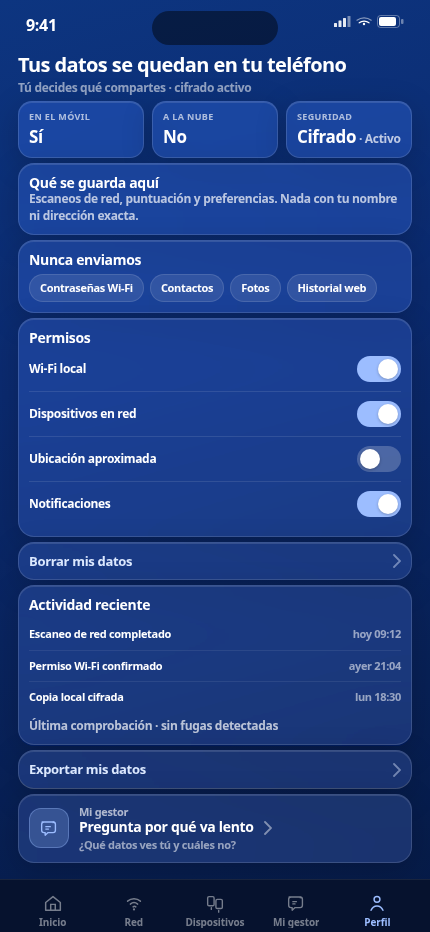 9:41
Tus datos se quedan en tu teléfono
Tú decides qué compartes · cifrado activo
EN EL MÓVIL
Sí
A LA NUBE
No
SEGURIDAD
Cifrado · Activo
Qué se guarda aquí
Escaneos de red, puntuación y preferencias. Nada con tu nombre
ni dirección exacta.
Nunca enviamos
Contraseñas Wi-Fi
Contactos
Fotos
Historial web
Permisos
Wi-Fi local
Dispositivos en red
Ubicación aproximada
Notificaciones
Borrar mis datos
Actividad reciente
Escaneo de red completado hoy 09:12
Permiso Wi-Fi confirmado ayer 21:04
Copia local cifrada lun 18:30
Última comprobación · sin fugas detectadas
Exportar mis datos
Mi gestor
Pregunta por qué va lento
¿Qué datos ves tú y cuáles no?
Inicio
Red
Dispositivos
Mi gestor
Perfil